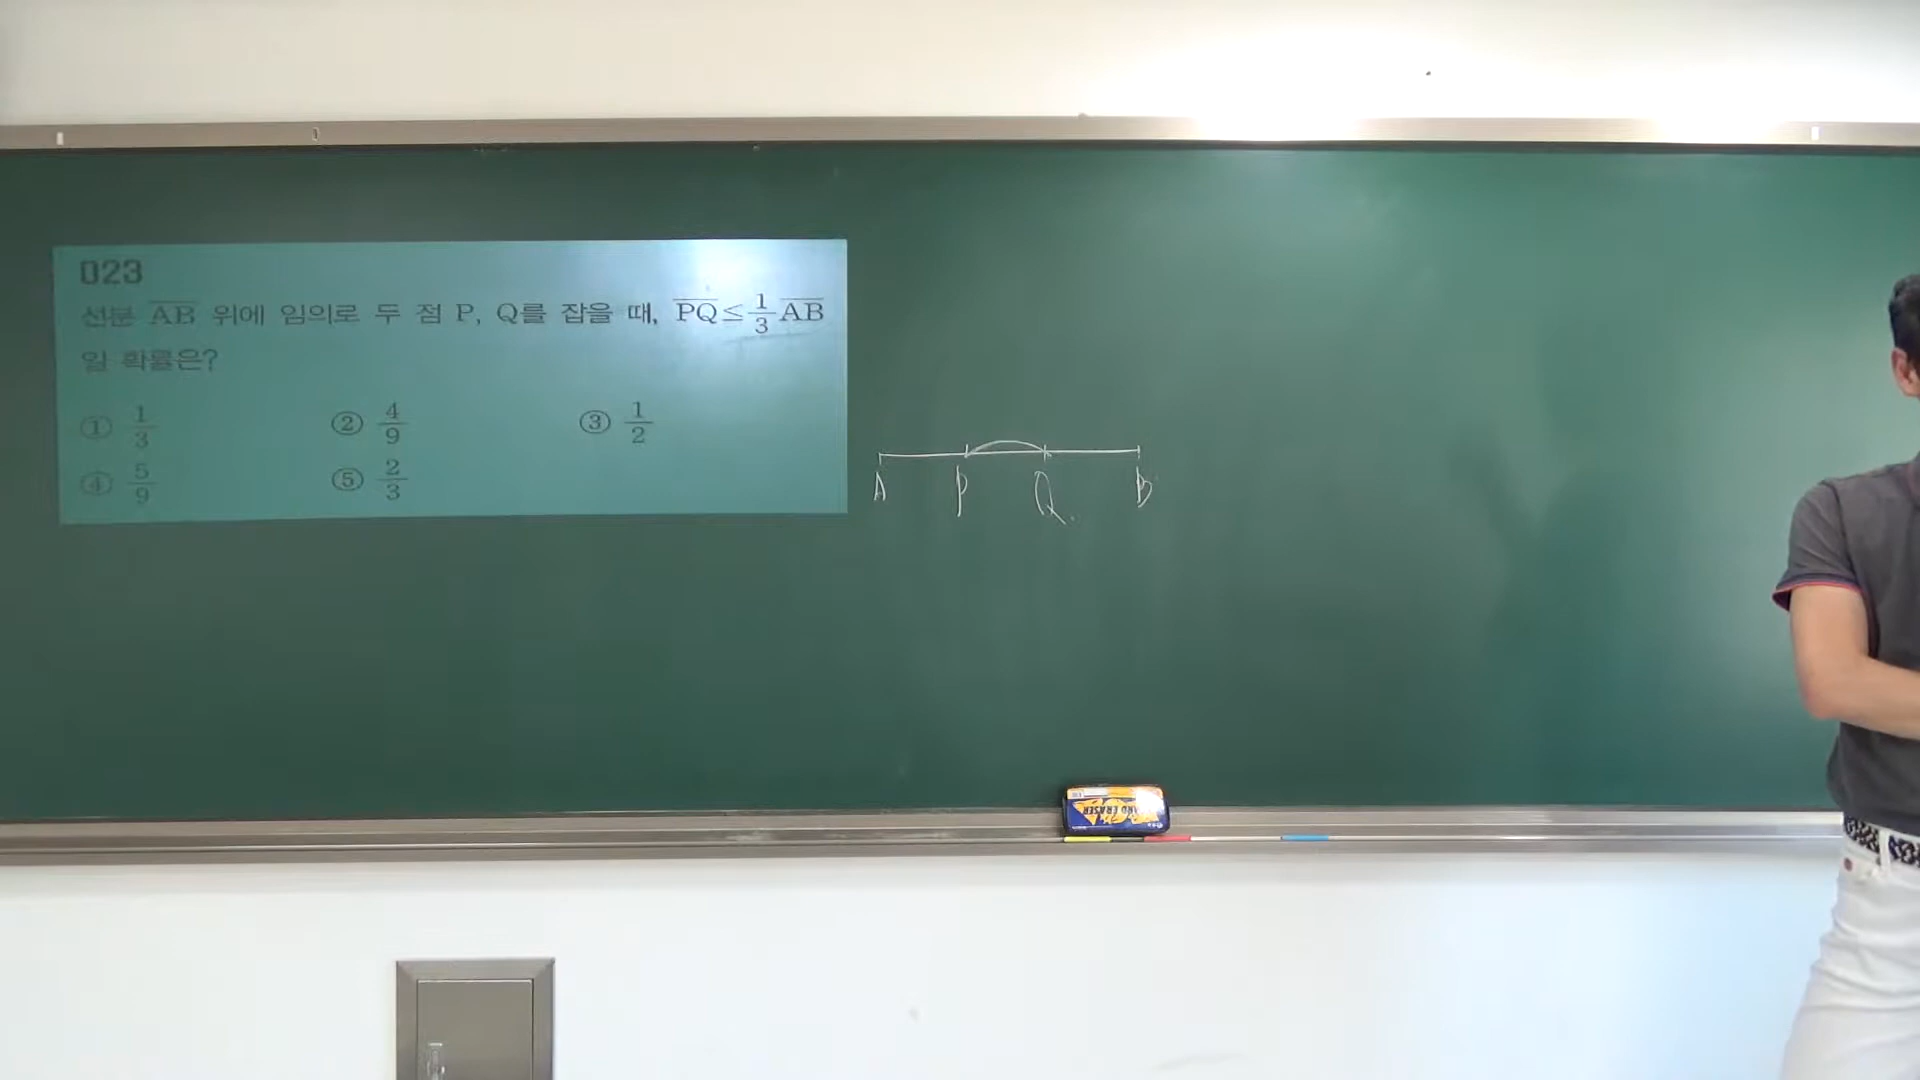 023
선분 AB 위에 임의로 두 점 P, Q를 잡을 때, PQ≤1/3 AB
일 확률은?
① 1/3 ② 4/9 ③ 1/2
④ 5/9 ⑤ 2/3
A P Q B
ARD ERASER